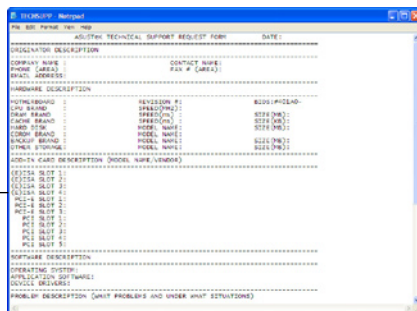 TECHSUPP - Notepad
File Edit Format View Help
ASUSTEK TECHNICAL SUPPORT REQUEST FORM DATE:
ORIGINATOR DESCRIPTION
COMPANY NAME : CONTACT NAME:
PHONE (AREA) : FAX # (AREA):
EMAIL ADDRESS:
HARDWARE DESCRIPTION
MOTHERBOARD : REVISION #: BIOS:
CPU BRAND : SPEED(MHZ):
DRAM BRAND : SPEED(ns) : SIZE(MB):
CACHE BRAND : SPEED(ns) : SIZE(KB):
HARD DISK : MODEL NAME: SIZE(MB):
CDROM BRAND : MODEL NAME:
BACKUP BRAND : MODEL NAME: SIZE(MB):
OTHER STORAGE: MODEL NAME: SIZE(MB):
ADD-IN CARD DESCRIPTION (MODEL NAME/VENDOR)
(E)ISA SLOT 1:
(E)ISA SLOT 2:
(E)ISA SLOT 3:
(E)ISA SLOT 4:
PCI-E SLOT 1:
PCI-E SLOT 2:
PCI-E SLOT 3:
PCI SLOT 1:
PCI SLOT 2:
PCI SLOT 3:
PCI SLOT 4:
PCI SLOT 5:
SOFTWARE DESCRIPTION
OPERATING SYSTEM:
APPLICATION SOFTWARE:
DEVICE DRIVERS:
PROBLEM DESCRIPTION (WHAT PROBLEMS AND UNDER WHAT SITUATIONS)